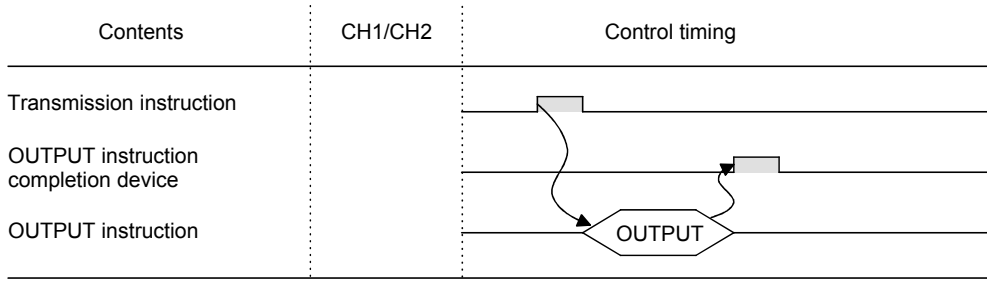 Contents CH1/CH2 Control timing
Transmission instruction
OUTPUT instruction
completion device
OUTPUT instruction OUTPUT